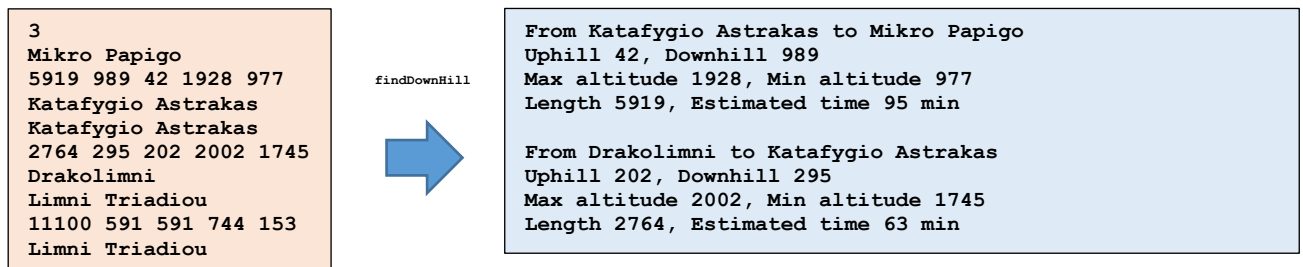 3
Mikro Papigo
5919 989 42 1928 977
Katafygio Astrakas
Katafygio Astrakas
2764 295 202 2002 1745
Drakolimni
Limni Triadiou
11100 591 591 744 153
Limni Triadiou
findDownHill
From Katafygio Astrakas to Mikro Papigo
Uphill 42, Downhill 989
Max altitude 1928, Min altitude 977
Length 5919, Estimated time 95 min
From Drakolimni to Katafygio Astrakas
Uphill 202, Downhill 295
Max altitude 2002, Min altitude 1745
Length 2764, Estimated time 63 min